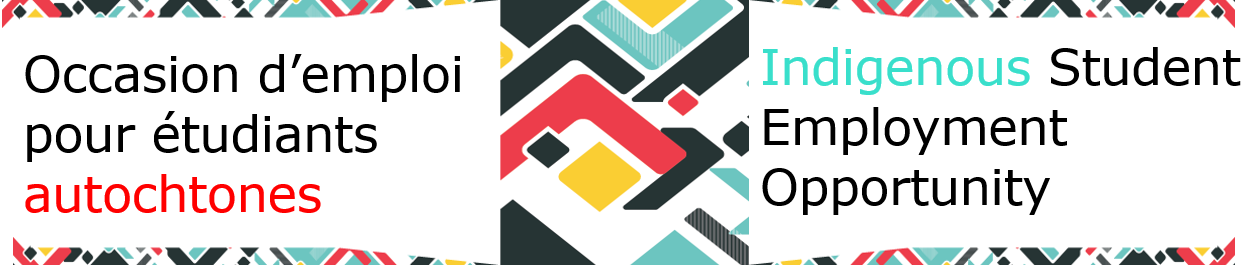 Occasion d’emploi
pour étudiants
autochtones
Indigenous Student
Employment
Opportunity